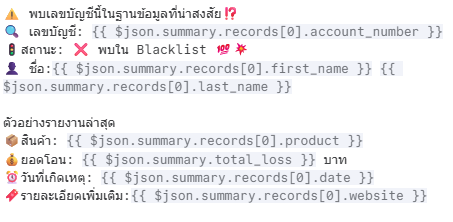 ⚠️ พบเลขบัญชีนี้ในฐานข้อมูลที่น่าสงสัย⁉️
🔍 เลขบัญชี: {{ $json.summary.records[0].account_number }}
🚦สถานะ: ❌ พบใน Blacklist 💯💥
👤 ชื่อ:{{ $json.summary.records[0].first_name }} {{
$json.summary.records[0].last_name }}

ตัวอย่างรายงานล่าสุด
📦สินค้า: {{ $json.summary.records[0].product }}
💰ยอดโอน: {{ $json.summary.total_loss }} บาท
⏰วันที่เกิดเหตุ: {{ $json.summary.records[0].date }}
🔖รายละเอียดเพิ่มเติม:{{ $json.summary.records[0].website }}